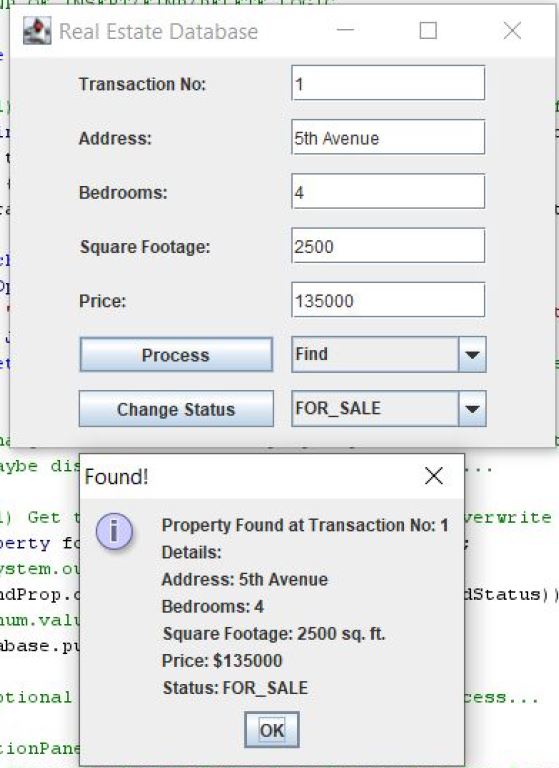 Real Estate Database
Transaction No: 1
Address: 5th Avenue
Bedrooms: 4
Square Footage: 2500
Price: 135000
Process Find
Change Status FOR_SALE
Found!
Property Found at Transaction No: 1
Details:
Address: 5th Avenue
Bedrooms: 4
Square Footage: 2500 sq. ft.
Price: $135000
Status: FOR_SALE
OK
aybe dis ...
1) Get t verwrite
perty fo ;
ystem.ou
ndProp. dStatus))
num.valu
abase.pu
ptional cess...
tionPane